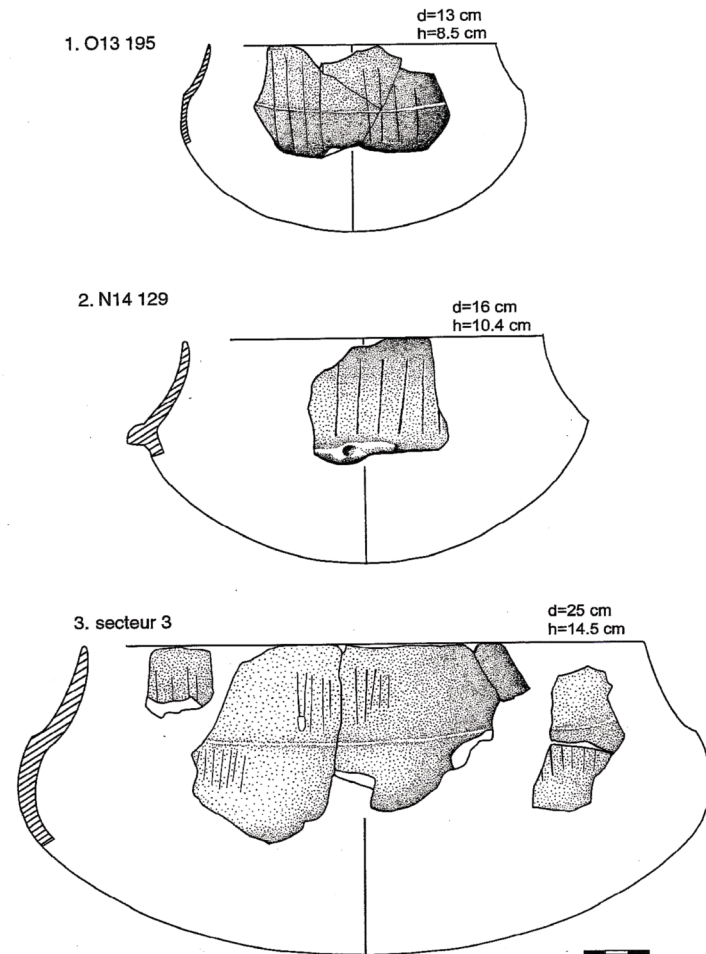 1. O13 195
d=13 cm
h=8.5 cm
2. N14 129
d=16 cm
h=10.4 cm
3. secteur 3
d=25 cm
h=14.5 cm